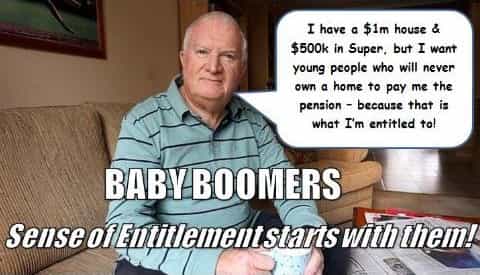 I have a $1m house &
$500k in Super, but I want
young people who will never
own a home to pay me the
pension – because that is
what I'm entitled to!
BABY BOOMERS
Sense of Entitlement starts with them!